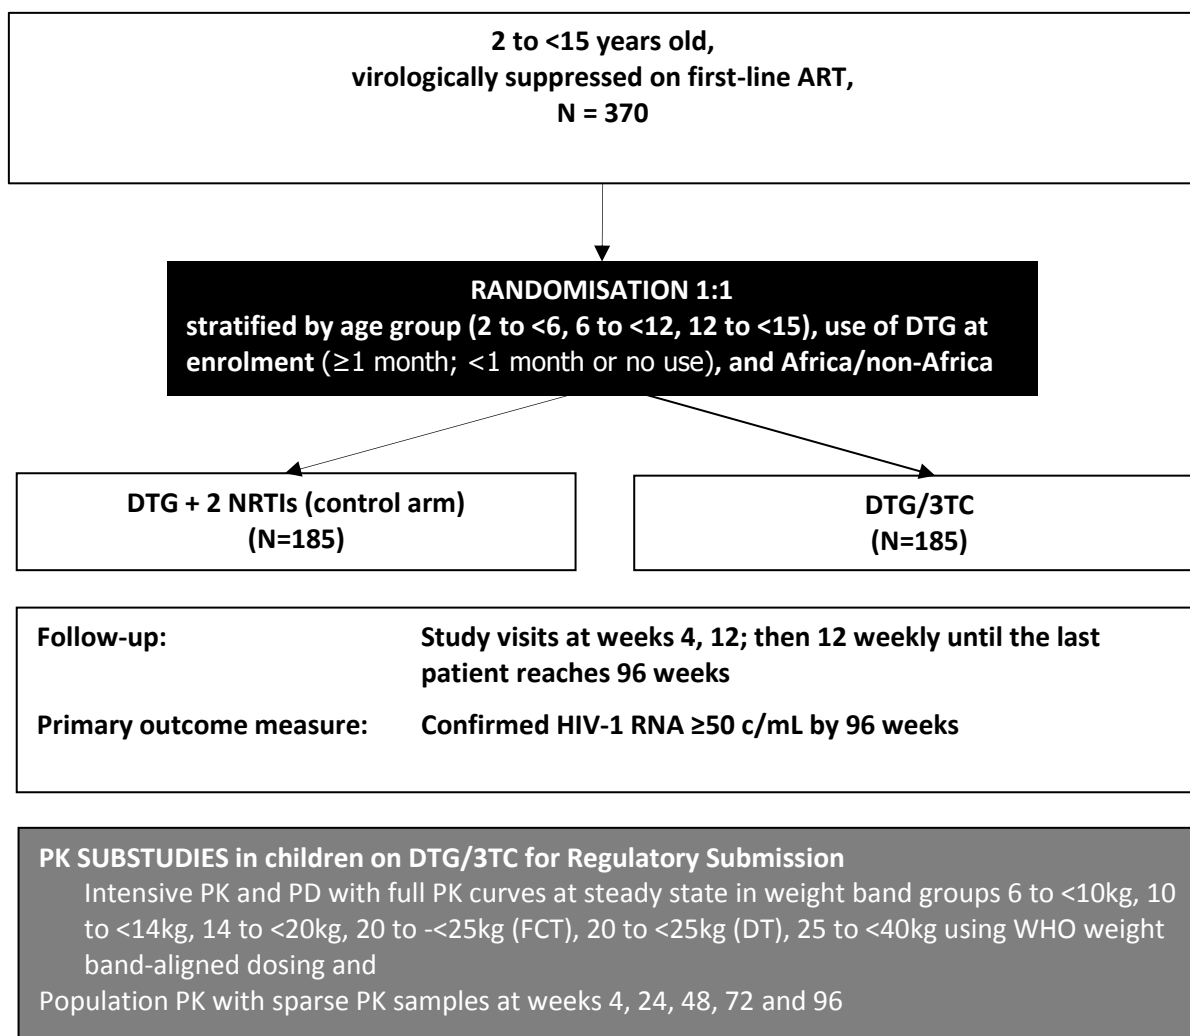 2 to <15 years old,
virologically suppressed on first-line ART,
N = 370
RANDOMISATION 1:1
stratified by age group (2 to <6, 6 to <12, 12 to <15), use of DTG at
enrolment (≥1 month; <1 month or no use), and Africa/non-Africa
DTG + 2 NRTIs (control arm)
(N=185)
DTG/3TC
(N=185)
Follow-up: Study visits at weeks 4, 12; then 12 weekly until the last
patient reaches 96 weeks
Primary outcome measure: Confirmed HIV-1 RNA ≥50 c/mL by 96 weeks
PK SUBSTUDIES in children on DTG/3TC for Regulatory Submission
Intensive PK and PD with full PK curves at steady state in weight band groups 6 to <10kg, 10
to <14kg, 14 to <20kg, 20 to -<25kg (FCT), 20 to <25kg (DT), 25 to <40kg using WHO weight
band-aligned dosing and
Population PK with sparse PK samples at weeks 4, 24, 48, 72 and 96